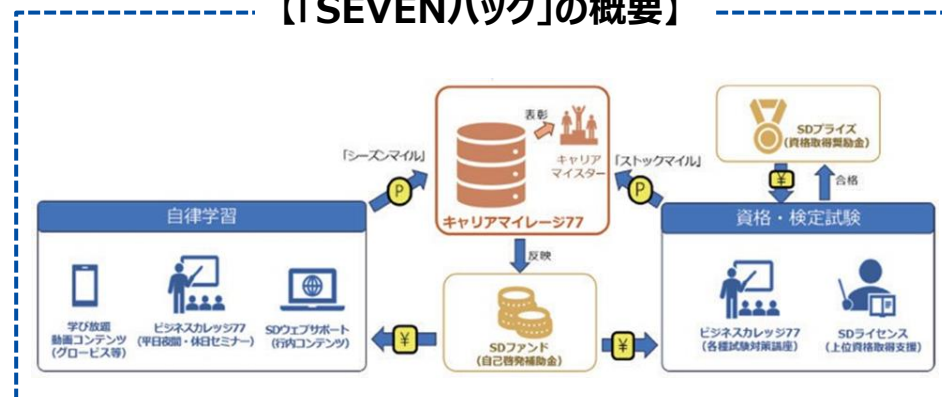 【「SEVENハック」の概要】
表彰
キャリア
マイスター
キャリアマイレージ77
SDプライズ
(資格取得奨励金)
「シーズンマイル」
「ストックマイル」
P
P
¥
合格
自律学習
反映
資格・検定試験
学び放題
動画コンテンツ
(グロービス等)
ビジネスカレッジ77
(平日夜間・休日セミナー)
SDウェブサポート
(行内コンテンツ)
¥
SDファンド
(自己啓発補助金)
¥
ビジネスカレッジ77
(各種試験対策講座)
SDライセンス
(上位資格取得支援)